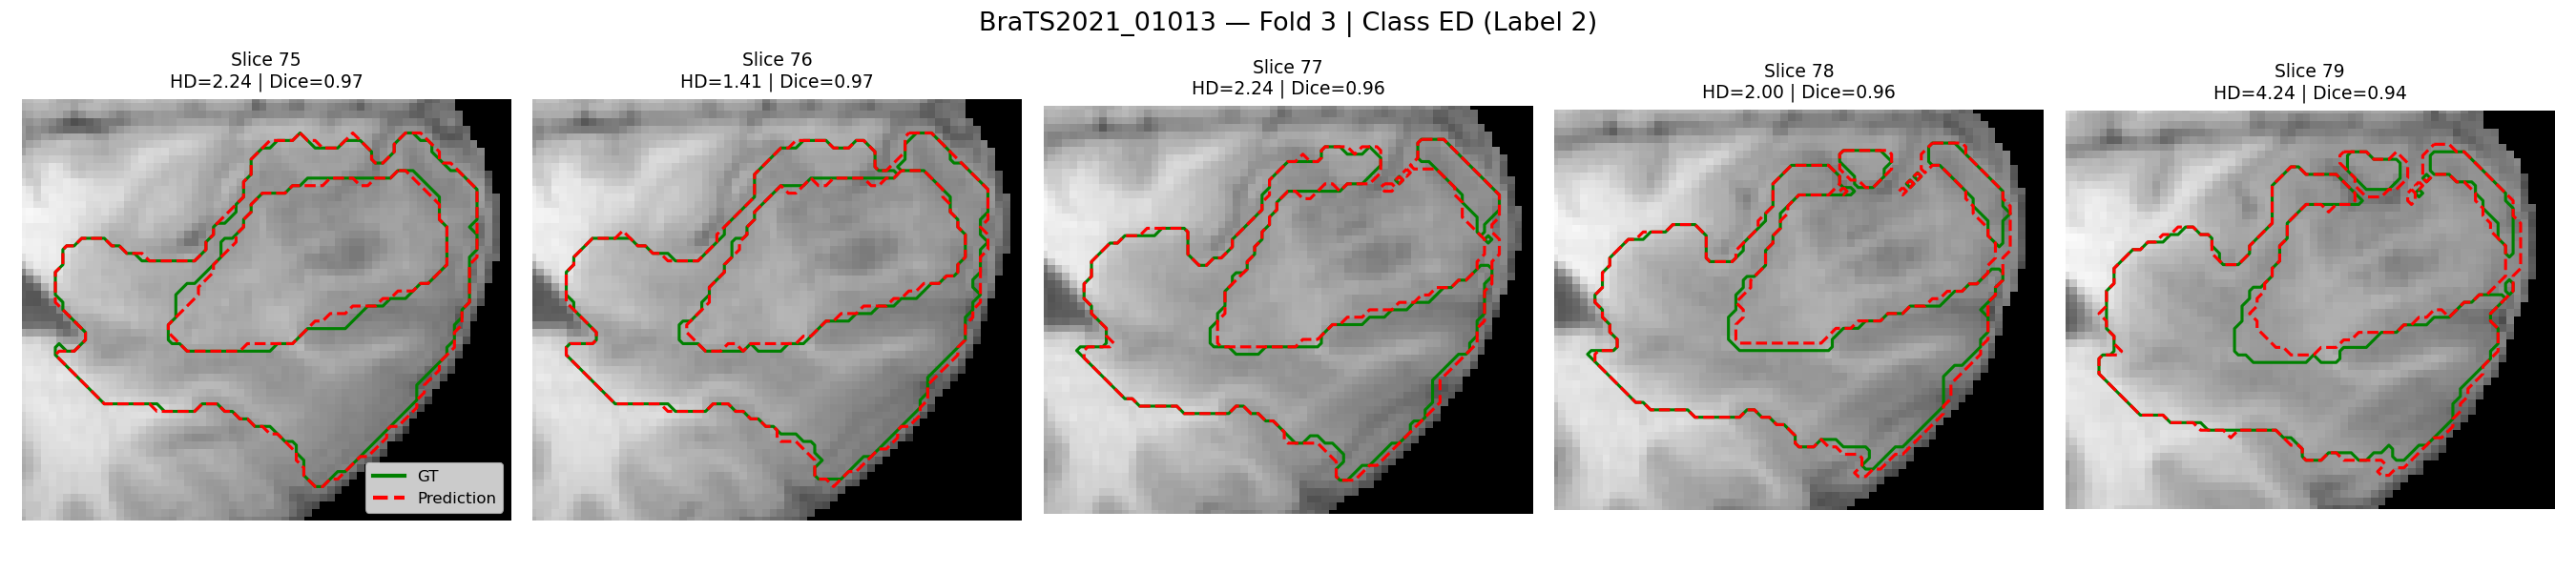 BraTS2021_01013 — Fold 3 | Class ED (Label 2)
Slice 75
HD=2.24 | Dice=0.97
Slice 76
HD=1.41 | Dice=0.97
Slice 77
HD=2.24 | Dice=0.96
Slice 78
HD=2.00 | Dice=0.96
Slice 79
HD=4.24 | Dice=0.94
GT
Prediction